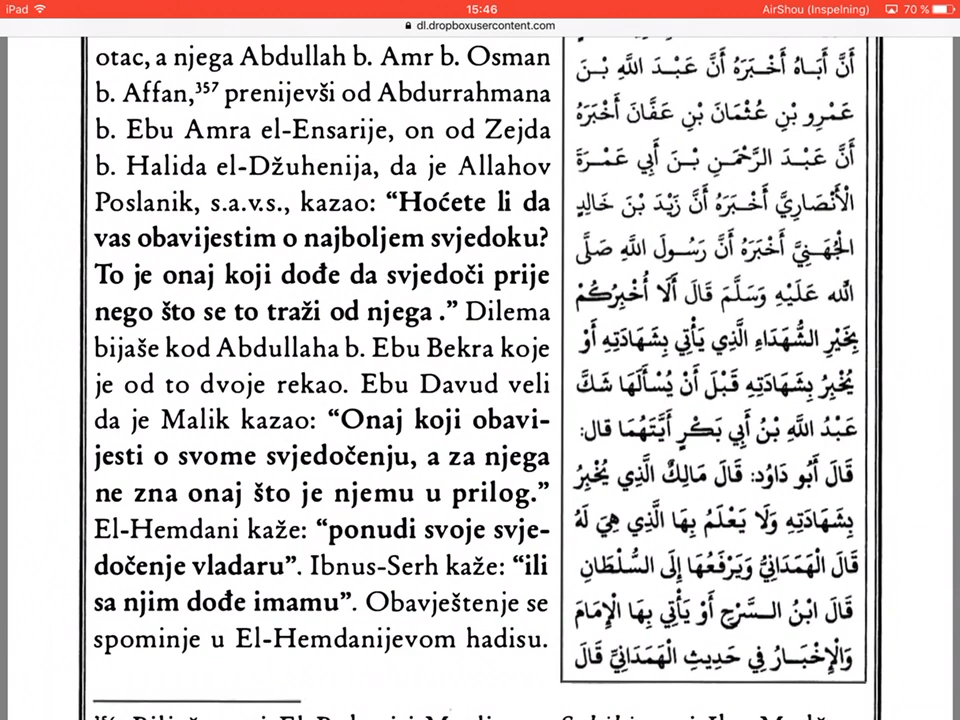 iPad 15:46 AirShou (Inspelning) 70 %
dl.dropboxusercontent.com
otac, a njega Abdullah b. Amr b. Osman
b. Affan,³⁵⁷ prenijevši od Abdurrahmana
b. Ebu Amra el-Ensarije, on od Zejda
b. Halida el-Džuhenija, da je Allahov
Poslanik, s.a.v.s., kazao: “Hoćete li da
vas obavijestim o najboljem svjedoku?
To je onaj koji dođe da svjedoči prije
nego što se to traži od njega .” Dilema
bijaše kod Abdullaha b. Ebu Bekra koje
je od to dvoje rekao. Ebu Davud veli
da je Malik kazao: “Onaj koji obavi-
jesti o svome svjedočenju, a za njega
ne zna onaj što je njemu u prilog.”
El-Hemdani kaže: “ponudi svoje svje-
dočenje vladaru”. Ibnus-Serh kaže: “ili
sa njim dođe imamu”. Obavještenje se
spominje u El-Hemdanijevom hadisu.
أَنَّ أَبَاهُ أَخْبَرَهُ أَنَّ عَبْدَ اللَّهِ بْنَ
عَمْرِو بْنِ عُثْمَانَ بْنِ عَفَّانَ أَخْبَرَهُ
أَنَّ عَبْدَ الرَّحْمَنِ بْنَ أَبِي عَمْرَةَ
الْأَنْصَارِيَّ أَخْبَرَهُ أَنَّ زَيْدَ بْنَ خَالِدٍ
الْجُهَنِيَّ أَخْبَرَهُ أَنَّ رَسُولَ اللَّهِ صَلَّى
اللَّه عَلَيْهِ وَسَلَّمَ قَالَ أَلَا أُخْبِرُكُمْ
بِخَيْرِ الشُّهَدَاءِ الَّذِي يَأْتِي بِشَهَادَتِهِ أَوْ
يُخْبِرُ بِشَهَادَتِهِ قَبْلَ أَنْ يُسْأَلَهَا شَكَّ
عَبْدُ اللَّهِ بْنُ أَبِي بَكْرٍ أَيَّتَهُمَا قال:
قَالَ أَبُو دَاوُد: قَالَ مَالِكٌ الَّذِي يُخْبِرُ
بِشَهَادَتِهِ وَلَا يَعْلَمُ بِهَا الَّذِي هِيَ لَهُ
قَالَ الْهَمَدَانِيُّ وَيَرْفَعُهَا إِلَى السُّلْطَانِ
قَالَ ابْنُ السَّرْحِ أَوْ يَأْتِي بِهَا الْإِمَامَ
وَالْإِخْبَارُ فِي حَدِيثِ الْهَمَدَانِيِّ قَالَ